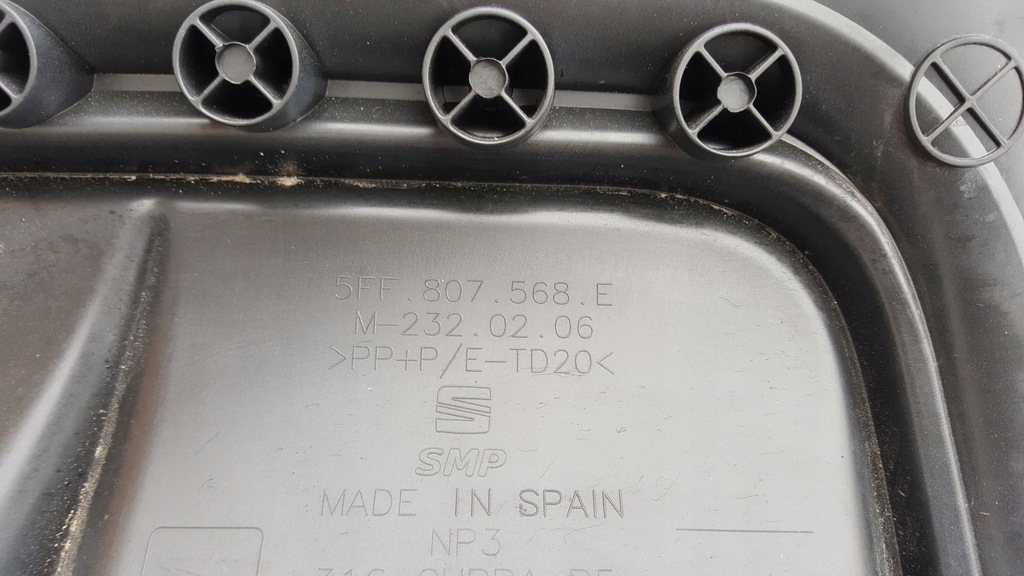 5FF.807.568.E
M-232.02.06
>PP+P/E-TD20<
SMP
MADE IN SPAIN
NP3